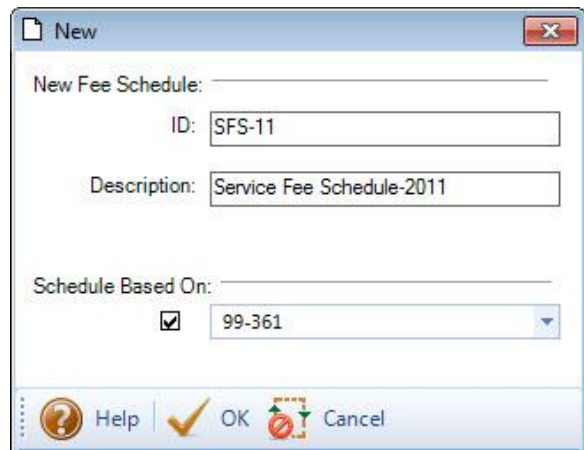 New
New Fee Schedule:
ID: SFS-11
Description: Service Fee Schedule-2011
Schedule Based On:
99-361
Help OK Cancel